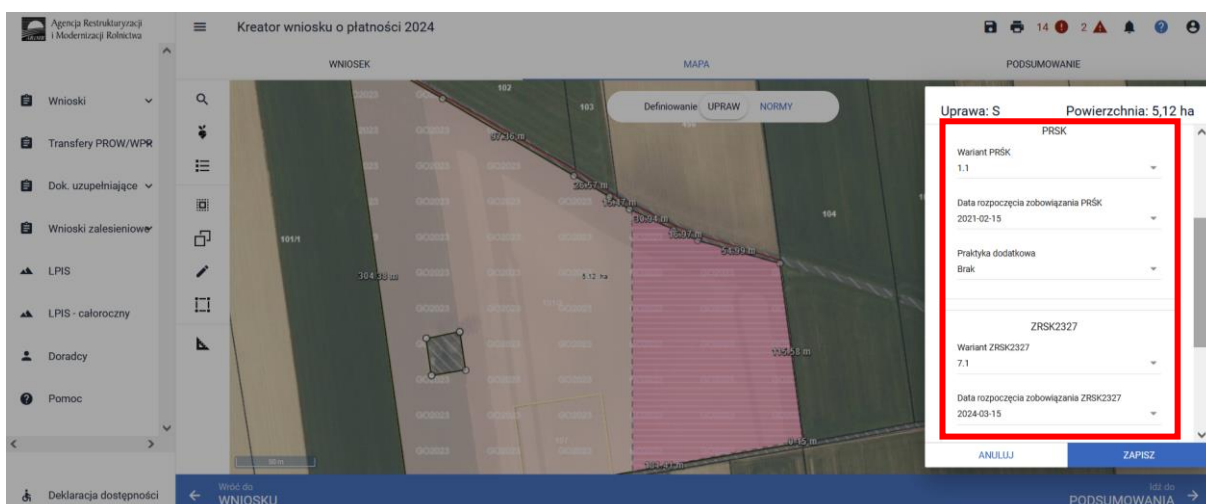 Agencja Restrukturyzacji
i Modernizacji Rolnictwa
Kreator wniosku o płatności 2024
14
2
WNIOSEK
MAPA
PODSUMOWANIE
Wnioski
Transfery PROW/WPR
Dok. uzupełniające
Wnioski zalesieniowe
LPIS
LPIS - całoroczny
Doradcy
Pomoc
Deklaracja dostępności
Definiowanie UPRAW NORMY
102
103
104
101/1
GO2023
304.38 m
5.12 ha
50 m
Uprawa: S Powierzchnia: 5,12 ha
PRSK
Wariant PRŚK
1.1
Data rozpoczęcia zobowiązania PRŚK
2021-02-15
Praktyka dodatkowa
Brak
ZRSK2327
Wariant ZRSK2327
7.1
Data rozpoczęcia zobowiązania ZRSK2327
2024-03-15
ANULUJ ZAPISZ
Wróć do
WNIOSKU
Idź do
PODSUMOWANIA